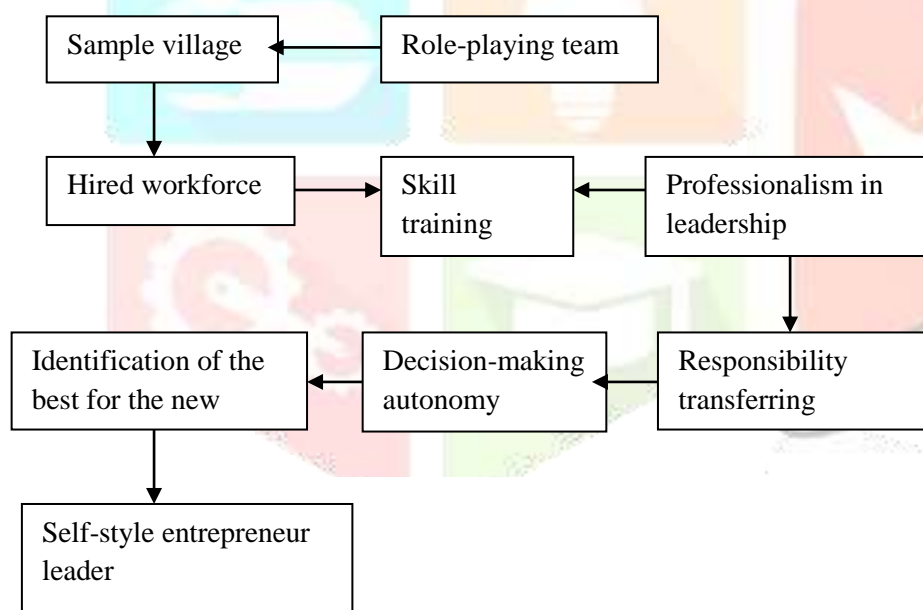 Sample village
Role-playing team
Hired workforce
Skill
training
Professionalism in
leadership
Identification of the
best for the new
Decision-making
autonomy
Responsibility
transferring
Self-style entrepreneur
leader